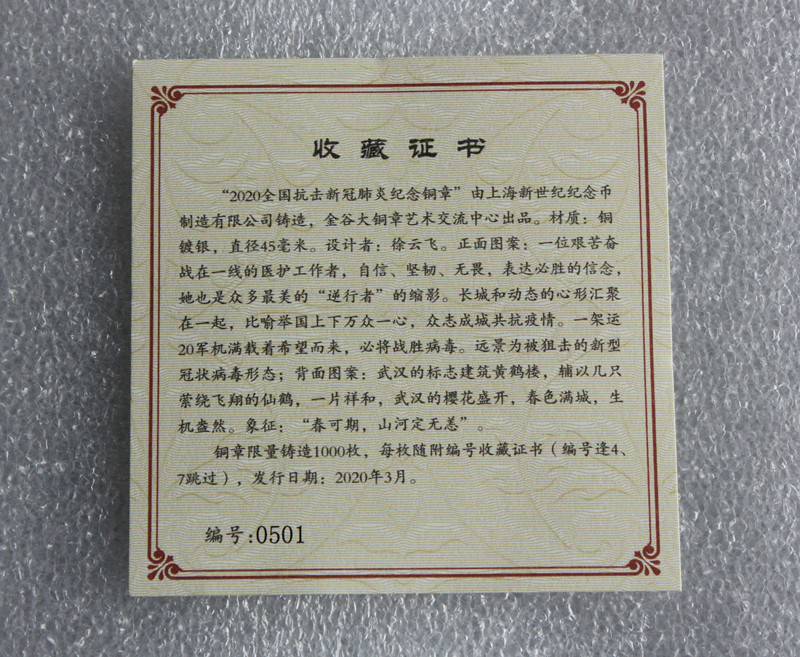 收藏证书
“2020全国抗击新冠肺炎纪念铜章”由上海新世纪纪念币
制造有限公司铸造，金谷大铜章艺术交流中心出品。材质：铜
镀银，直径45毫米。设计者：徐云飞。正面图案：一位艰苦奋
战在一线的医护工作者，自信、坚韧、无畏，表达必胜的信念，
她也是众多最美的“逆行者”的缩影。长城和动态的心形汇聚
在一起，比喻举国上下万众一心，众志成城共抗疫情。一架运
20军机满载着希望而来，必将战胜病毒。远景为被狙击的新型
冠状病毒形态；背面图案：武汉的标志建筑黄鹤楼，辅以几只
萦绕飞翔的仙鹤，一片祥和，武汉的樱花盛开，春色满城，生
机盎然。象征：“春可期，山河定无恙”。
铜章限量铸造1000枚，每枚随附编号收藏证书（编号逢4、
7跳过），发行日期：2020年3月。
编号:0501